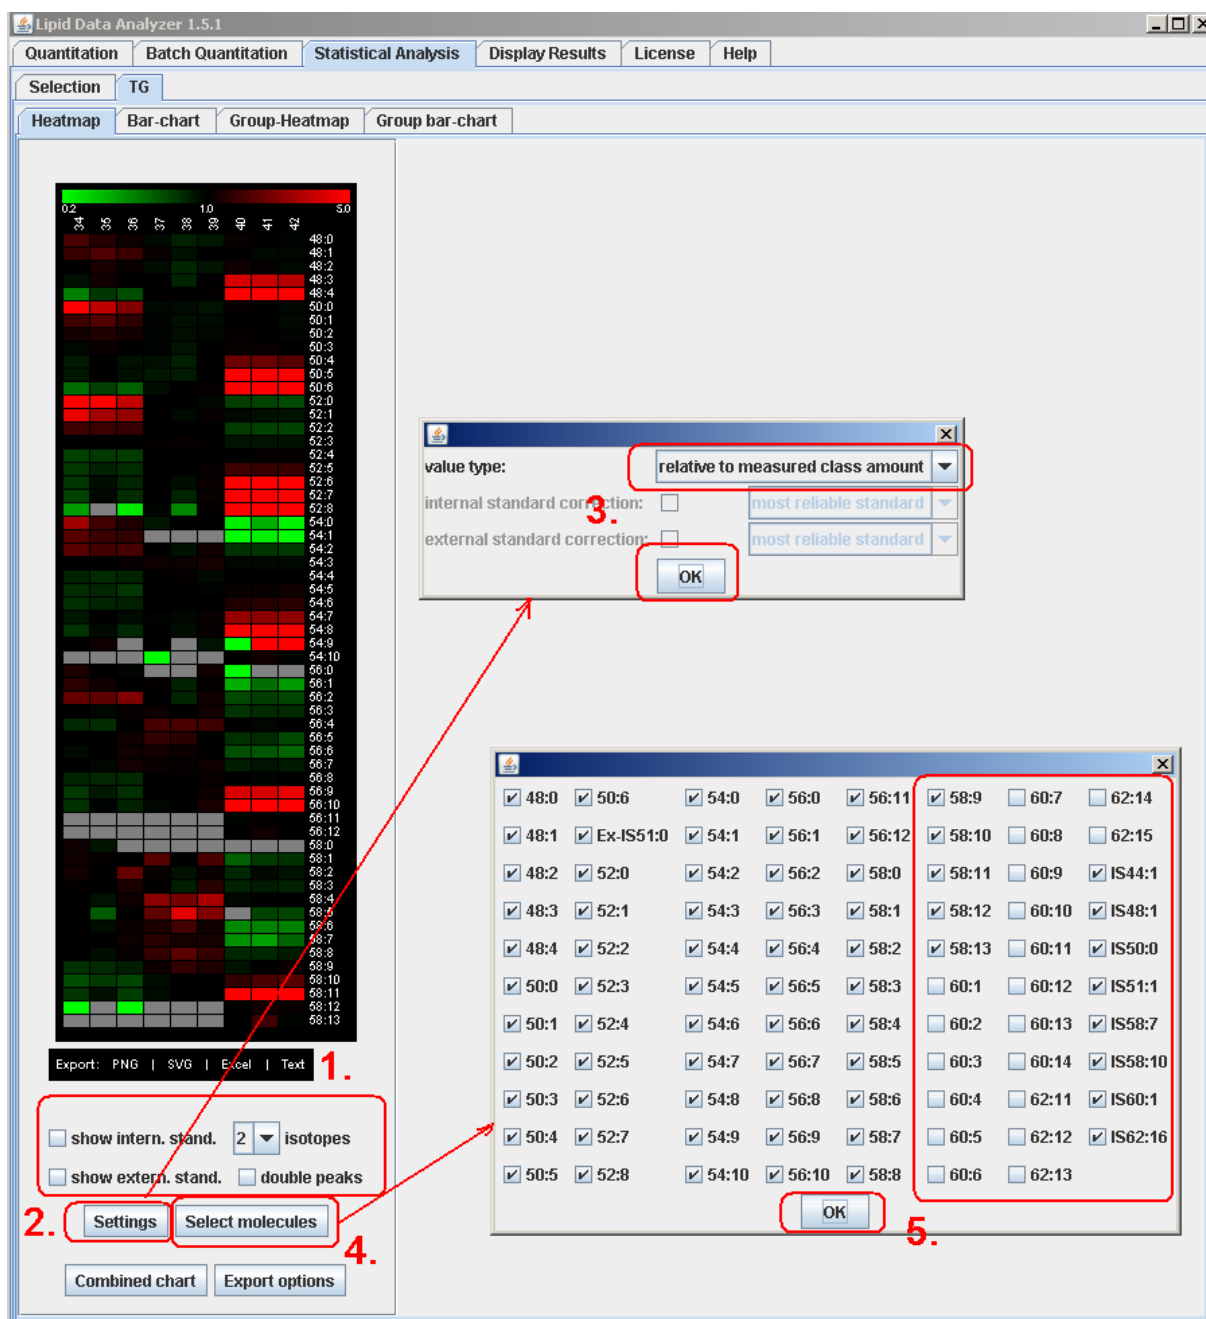 Lipid Data Analyzer 1.5.1
Quantitation Batch Quantitation Statistical Analysis Display Results License Help
Selection TG
Heatmap Bar-chart Group-Heatmap Group bar-chart
0.2 1.0 5.0
34 35 36 37 38 39 40 41 42
48:0
48:1
48:2
48:3
48:4
50:0
50:1
50:2
50:3
50:4
50:5
50:6
52:0
52:1
52:2
52:3
52:4
52:5
52:6
52:7
52:8
54:0
54:1
54:2
54:3
54:4
54:5
54:6
54:7
54:8
54:9
54:10
56:0
56:1
56:2
56:3
56:4
56:5
56:6
56:7
56:8
56:9
56:10
56:11
56:12
58:0
58:1
58:2
58:3
58:4
58:5
58:6
58:7
58:8
58:9
58:10
58:11
58:12
58:13
Export: PNG | SVG | Excel | Text 1.
show intern. stand. 2 isotopes
show extern. stand. double peaks
2. Settings Select molecules
4.
Combined chart Export options
value type: relative to measured class amount
internal standard correction: most reliable standard
3.
external standard correction: most reliable standard
OK
48:0 50:6 54:0 56:0 56:11 58:9 60:7 62:14
48:1 Ex-IS51:0 54:1 56:1 56:12 58:10 60:8 62:15
48:2 52:0 54:2 56:2 58:0 58:11 60:9 IS44:1
48:3 52:1 54:3 56:3 58:1 58:12 60:10 IS48:1
48:4 52:2 54:4 56:4 58:2 58:13 60:11 IS50:0
50:0 52:3 54:5 56:5 58:3 60:1 60:12 IS51:1
50:1 52:4 54:6 56:6 58:4 60:2 60:13 IS58:7
50:2 52:5 54:7 56:7 58:5 60:3 60:14 IS58:10
50:3 52:6 54:8 56:8 58:6 60:4 62:11 IS60:1
50:4 52:7 54:9 56:9 58:7 60:5 62:12 IS62:16
50:5 52:8 54:10 56:10 58:8 60:6 62:13
OK 5.